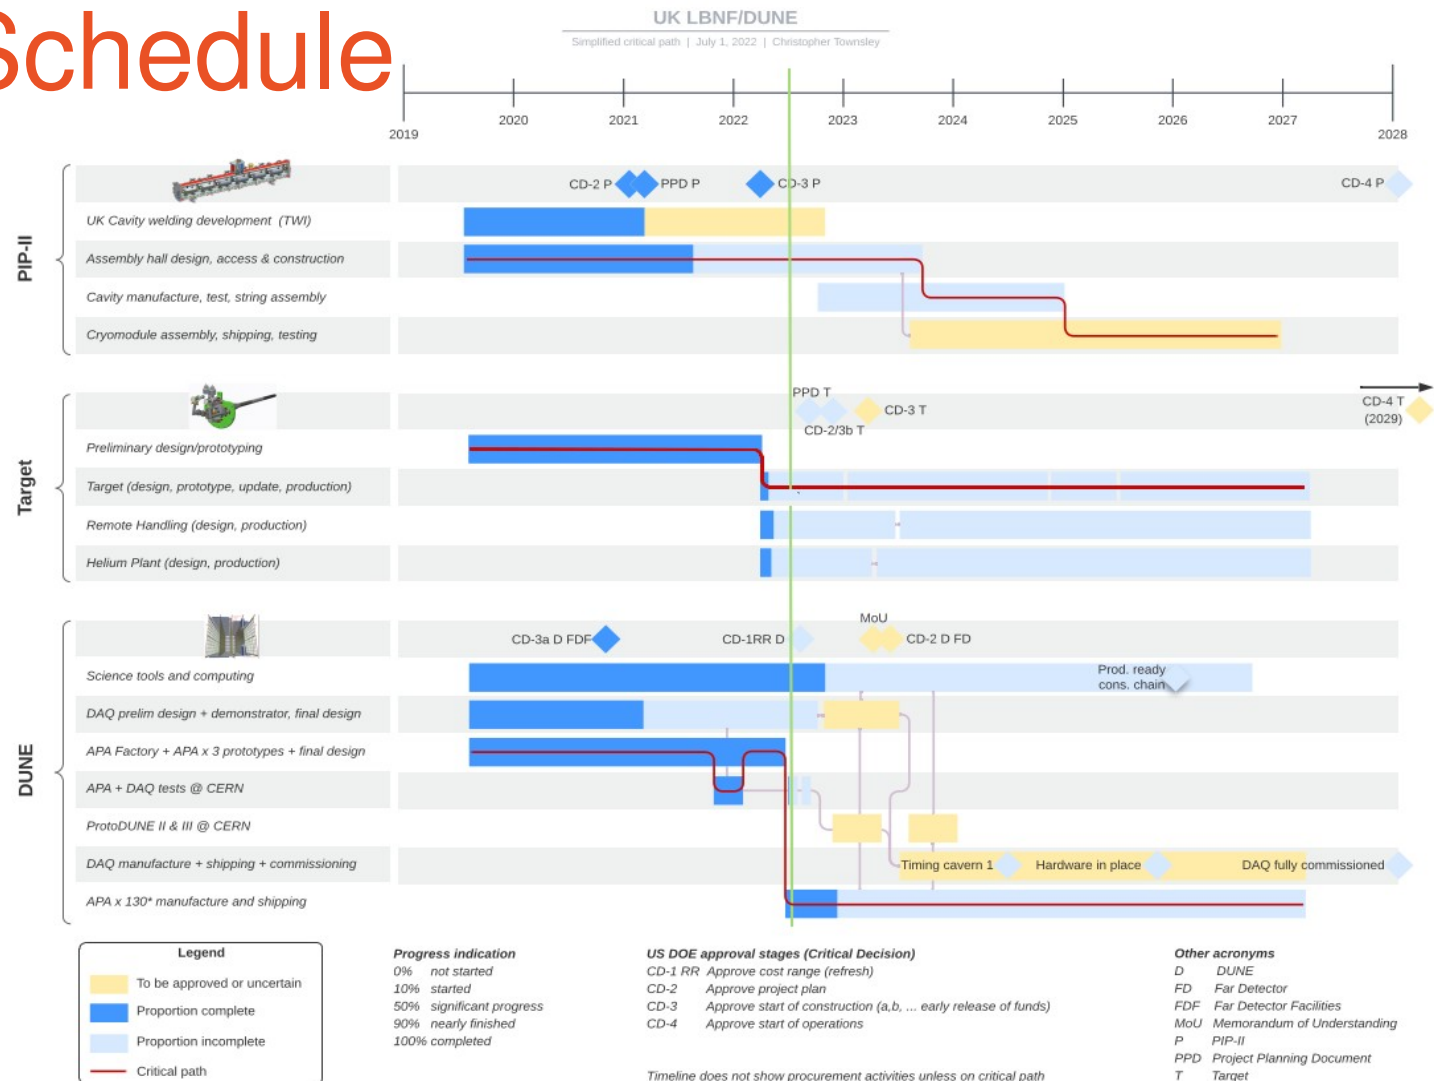 Schedule
UK LBNF/DUNE
Simplified critical path | July 1, 2022 | Christopher Townsley
2019
2020
2021
2022
2023
2024
2025
2026
2027
2028
PIP-II
CD-2 P
PPD P
CD-3 P
CD-4 P
UK Cavity welding development (TWI)
Assembly hall design, access & construction
Cavity manufacture, test, string assembly
Cryomodule assembly, shipping, testing
Target
PPD T
CD-2/3b T
CD-3 T
CD-4 T
(2029)
Preliminary design/prototyping
Target (design, prototype, update, production)
Remote Handling (design, production)
Helium Plant (design, production)
DUNE
CD-3a D FDF
CD-1RR D
MoU
CD-2 D FD
Science tools and computing
Prod. ready
cons. chain
DAQ prelim design + demonstrator, final design
APA Factory + APA x 3 prototypes + final design
APA + DAQ tests @ CERN
ProtoDUNE II & III @ CERN
DAQ manufacture + shipping + commissioning
Timing cavern 1
Hardware in place
DAQ fully commissioned
APA x 130* manufacture and shipping
Legend
To be approved or uncertain
Proportion complete
Proportion incomplete
Critical path
Progress indication
0% not started
10% started
50% significant progress
90% nearly finished
100% completed
US DOE approval stages (Critical Decision)
CD-1 RR Approve cost range (refresh)
CD-2 Approve project plan
CD-3 Approve start of construction (a,b, ... early release of funds)
CD-4 Approve start of operations
Timeline does not show procurement activities unless on critical path
Other acronyms
D DUNE
FD Far Detector
FDF Far Detector Facilities
MoU Memorandum of Understanding
P PIP-II
PPD Project Planning Document
T Target